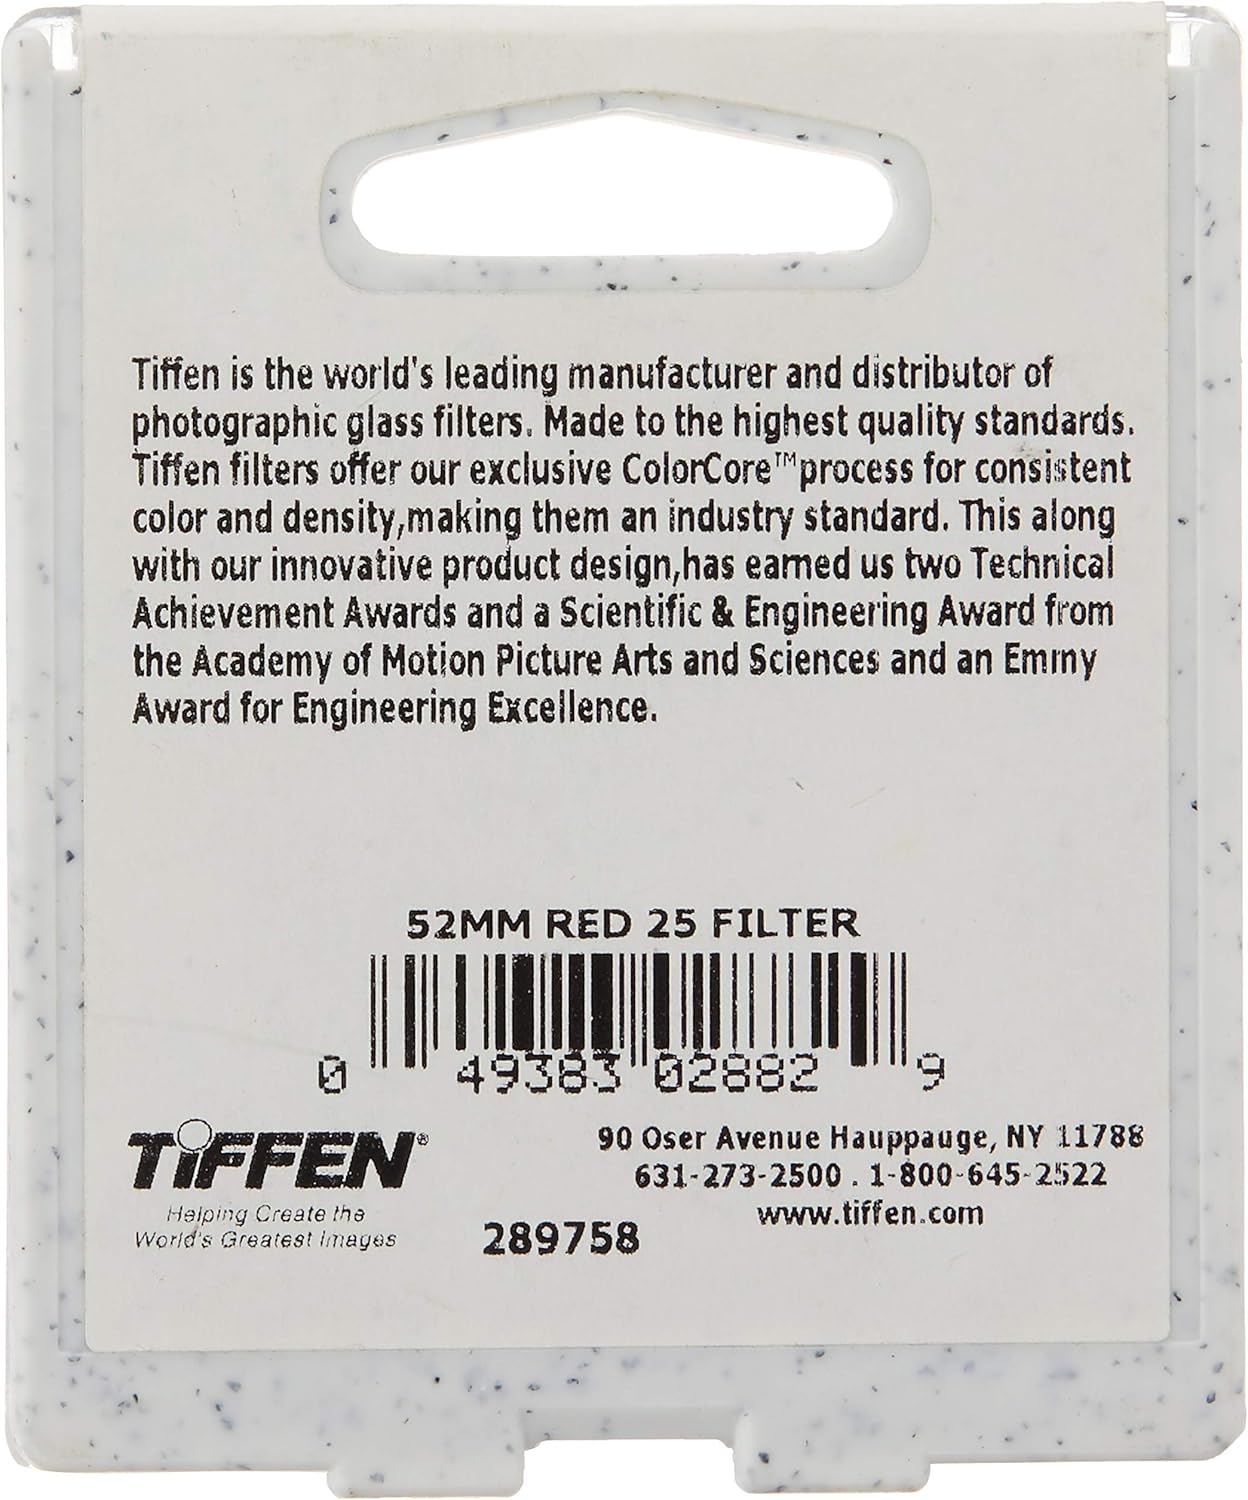 Tiffen is the world's leading manufacturer and distributor of
photographic glass filters. Made to the highest quality standards.
Tiffen filters offer our exclusive ColorCore™process for consistent
color and density,making them an industry standard. This along
with our innovative product design,has earned us two Technical
Achievement Awards and a Scientific & Engineering Award from
the Academy of Motion Picture Arts and Sciences and an Emmy
Award for Engineering Excellence.
52MM RED 25 FILTER
0 49383 02882 9
TiFFEN®
Helping Create the
World's Greatest Images
289758
90 Oser Avenue Hauppauge, NY 11788
631-273-2500 . 1-800-645-2522
www.tiffen.com